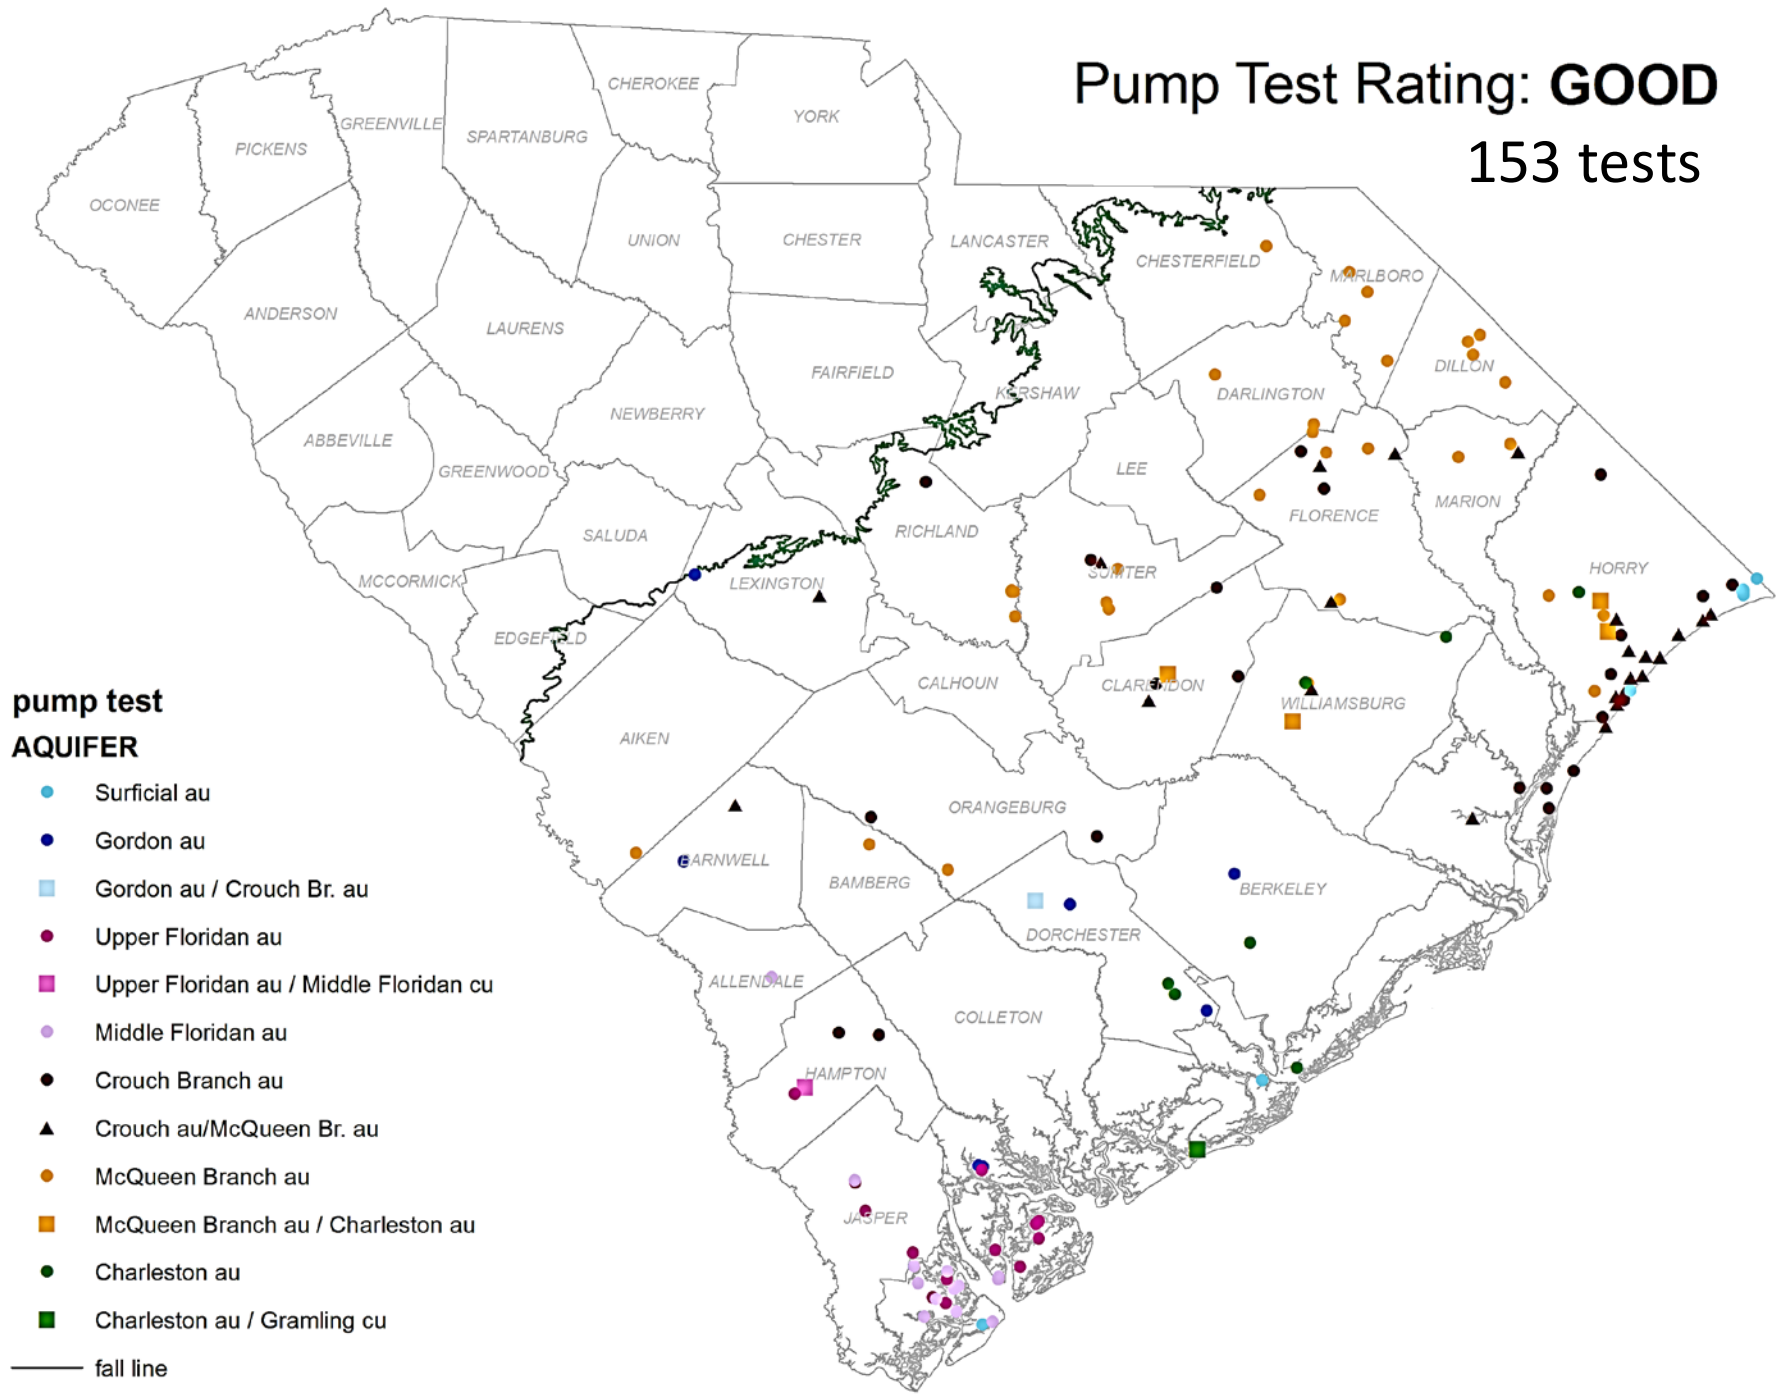 Pump Test Rating: GOOD
153 tests
CHEROKEE
YORK
GREENVILLE
SPARTANBURG
PICKENS
OCONEE
UNION
CHESTER
LANCASTER
CHESTERFIELD
MARLBORO
ANDERSON
LAURENS
FAIRFIELD
KERSHAW
DARLINGTON
DILLON
NEWBERRY
ABBEVILLE
GREENWOOD
LEE
MARION
FLORENCE
SALUDA
RICHLAND
MCCORMICK
LEXINGTON
SUMTER
HORRY
EDGEFIELD
CALHOUN
CLARENDON
WILLIAMSBURG
AIKEN
ORANGEBURG
BARNWELL
BAMBERG
BERKELEY
DORCHESTER
ALLENDALE
COLLETON
HAMPTON
JASPER
pump test
AQUIFER
Surficial au
Gordon au
Gordon au / Crouch Br. au
Upper Floridan au
Upper Floridan au / Middle Floridan cu
Middle Floridan au
Crouch Branch au
Crouch au/McQueen Br. au
McQueen Branch au
McQueen Branch au / Charleston au
Charleston au
Charleston au / Gramling cu
fall line